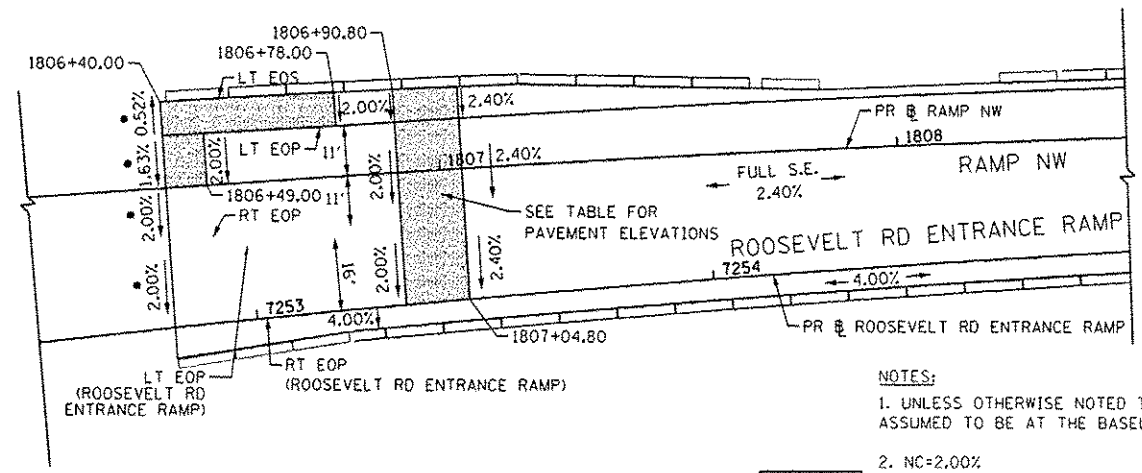 1806+90.80
1806+78.00
1806+40.00
LT EOS
2.00%
2.40%
0.52%
PR ℄ RAMP NW
1808
LT EOP
11'
1807
2.40%
1.63%
2.00%
2.00%
FULL S.E.
2.40%
RAMP NW
1806+49.00
11'
RT EOP
SEE TABLE FOR
PAVEMENT ELEVATIONS
2.00%
ROOSEVELT RD ENTRANCE RAMP
2.00%
16'
2.00%
2.40%
7254
4.00%
7253
4.00%
1807+04.80
PR ℄ ROOSEVELT RD ENTRANCE RAMP
LT EOP
(ROOSEVELT RD
ENTRANCE RAMP)
RT EOP
(ROOSEVELT RD ENTRANCE RAMP)
NOTES:
1. UNLESS OTHERWISE NOTED
ASSUMED TO BE AT THE
2. NC=2.00%